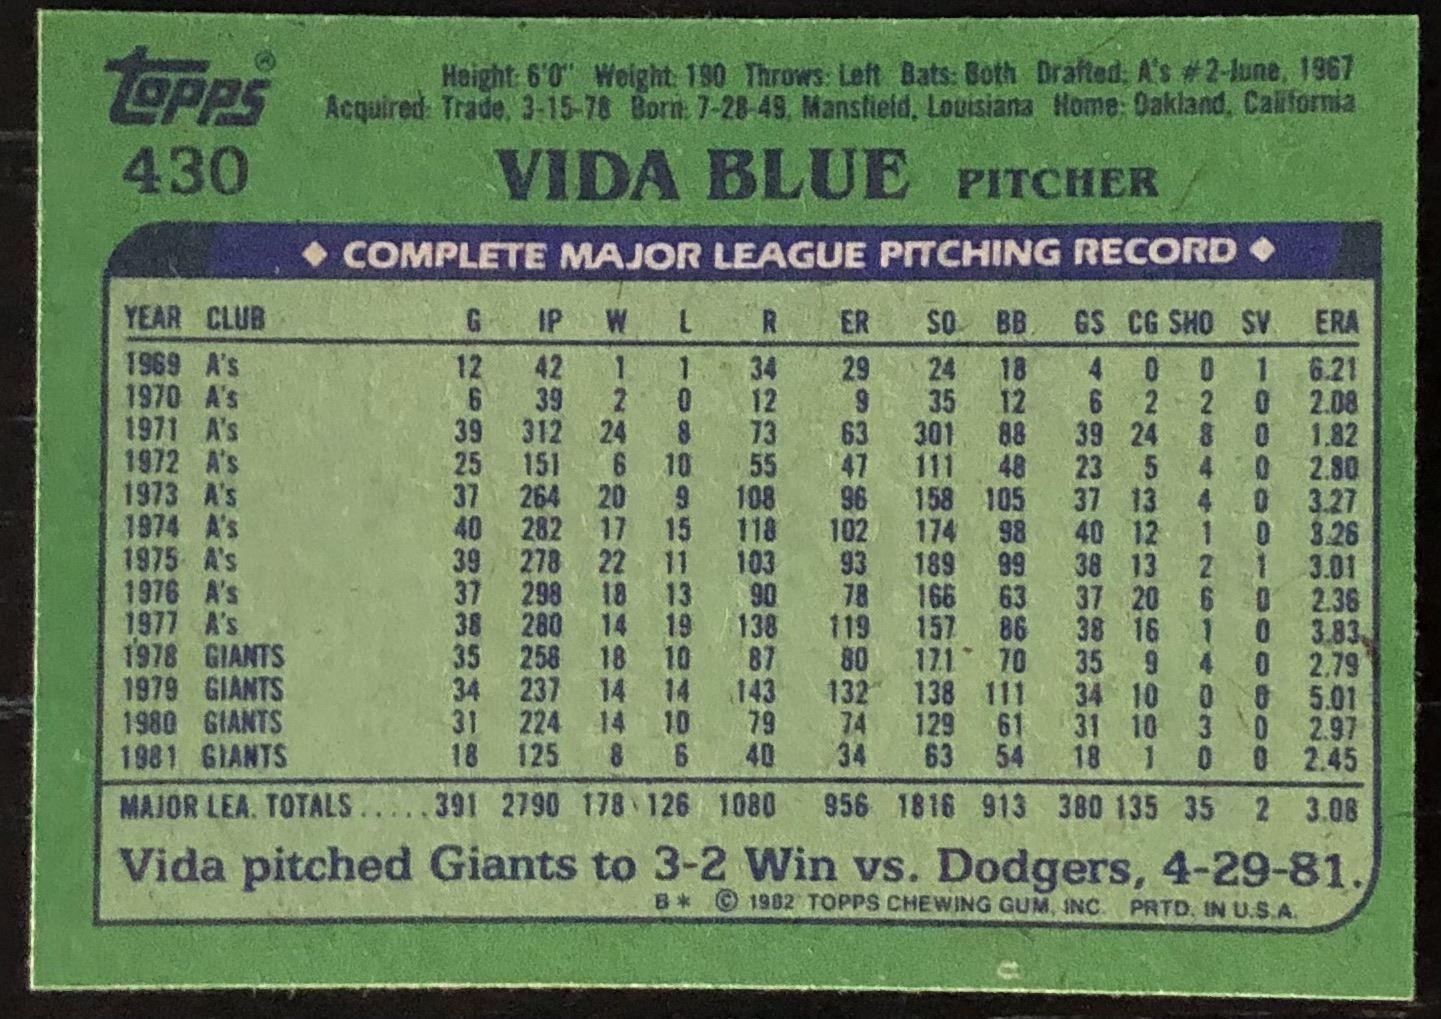 topps®
Height: 6'0" Weight: 190 Throws: Left Bats: Both Drafted: A's #2-June, 1967
Acquired: Trade, 3-15-78 Born: 7-28-49, Mansfield, Louisiana Home: Oakland, California
430 VIDA BLUE PITCHER
◆ COMPLETE MAJOR LEAGUE PITCHING RECORD ◆
YEAR CLUB G IP W L R ER SO BB GS CG SHO SV ERA
1969 A's 12 42 1 1 34 29 24 18 4 0 0 1 6.21
1970 A's 6 39 2 0 12 9 35 12 6 2 2 0 2.08
1971 A's 39 312 24 8 73 63 301 88 39 24 8 0 1.82
1972 A's 25 151 6 10 55 47 111 48 23 5 4 0 2.80
1973 A's 37 264 20 9 108 96 158 105 37 13 4 0 3.27
1974 A's 40 282 17 15 118 102 174 98 40 12 1 0 3.26
1975 A's 39 278 22 11 103 93 189 99 38 13 2 1 3.01
1976 A's 37 298 18 13 90 78 166 63 37 20 6 0 2.36
1977 A's 38 280 14 19 138 119 157 86 38 16 1 0 3.83
1978 GIANTS 35 258 18 10 87 80 171 70 35 9 4 0 2.79
1979 GIANTS 34 237 14 14 143 132 138 111 34 10 0 0 5.01
1980 GIANTS 31 224 14 10 79 74 129 61 31 10 3 0 2.97
1981 GIANTS 18 125 8 6 40 34 63 54 18 1 0 0 2.45
MAJOR LEA. TOTALS ..... 391 2790 178 126 1080 956 1816 913 380 135 35 2 3.08
Vida pitched Giants to 3-2 Win vs. Dodgers, 4-29-81.
B* © 1982 TOPPS CHEWING GUM, INC. PRTD. IN U.S.A.